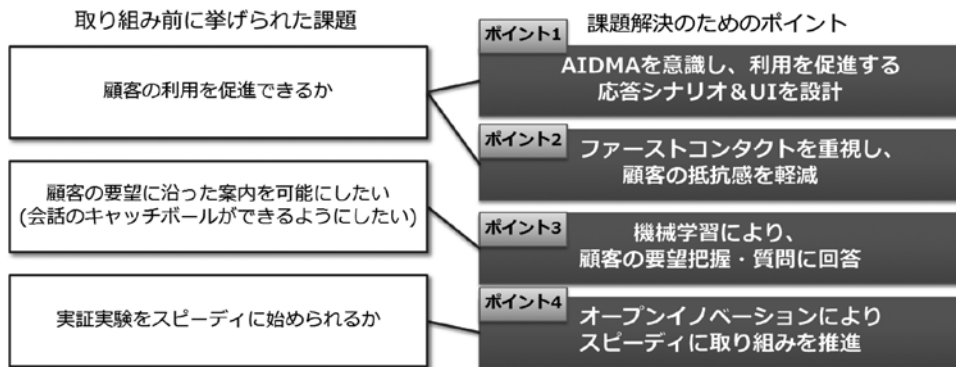 取り組み前に挙げられた課題
課題解決のためのポイント
顧客の利用を促進できるか
ポイント1
AIDMAを意識し、利用を促進する
応答シナリオ&UIを設計
ポイント2
ファーストコンタクトを重視し、
顧客の抵抗感を軽減
顧客の要望に沿った案内を可能にしたい
(会話のキャッチボールができるようにしたい)
ポイント3
機械学習により、
顧客の要望把握・質問に回答
実証実験をスピーディに始められるか
ポイント4
オープンイノベーションにより
スピーディに取り組みを推進